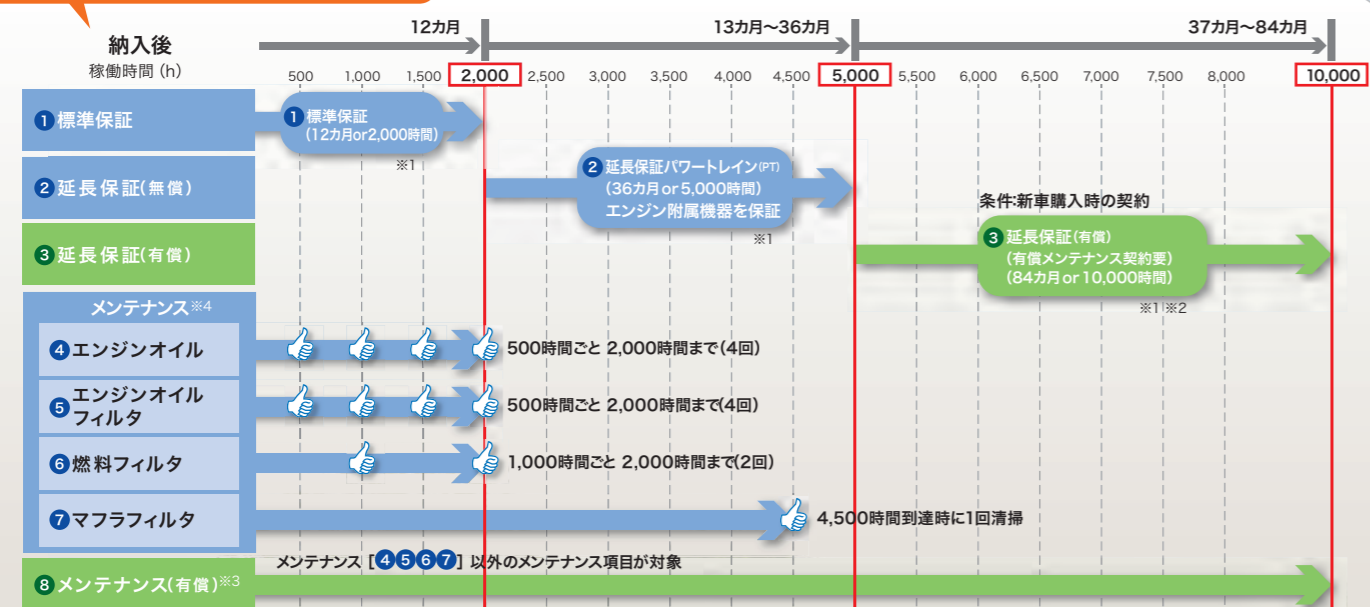 12カ月
13カ月〜36カ月
37カ月〜84カ月
納入後
稼働時間(h)
500
1,000
1,500
2,000
2,500
3,000
3,500
4,000
4,500
5,000
5,500
6,000
6,500
7,000
7,500
8,000
10,000
❶標準保証
❶標準保証
(12カ月or2,000時間)
※1
❷延長保証(無償)
❷延長保証パワートレイン(PT)
(36カ月or5,000時間)
エンジン附属機器を保証
※1
条件:新車購入時の契約
❸延長保証(有償)
❸延長保証(有償)
(有償メンテナンス契約要)
(84カ月or10,000時間)
※1※2
メンテナンス※4
❹エンジンオイル
500時間ごと 2,000時間まで(4回)
❺エンジンオイル
フィルタ
500時間ごと 2,000時間まで(4回)
❻燃料フィルタ
1,000時間ごと 2,000時間まで(2回)
❼マフラフィルタ
4,500時間到達時に1回清掃
メンテナンス[❹❺❻❼]以外のメンテナンス項目が対象
❽メンテナンス(有償)※3